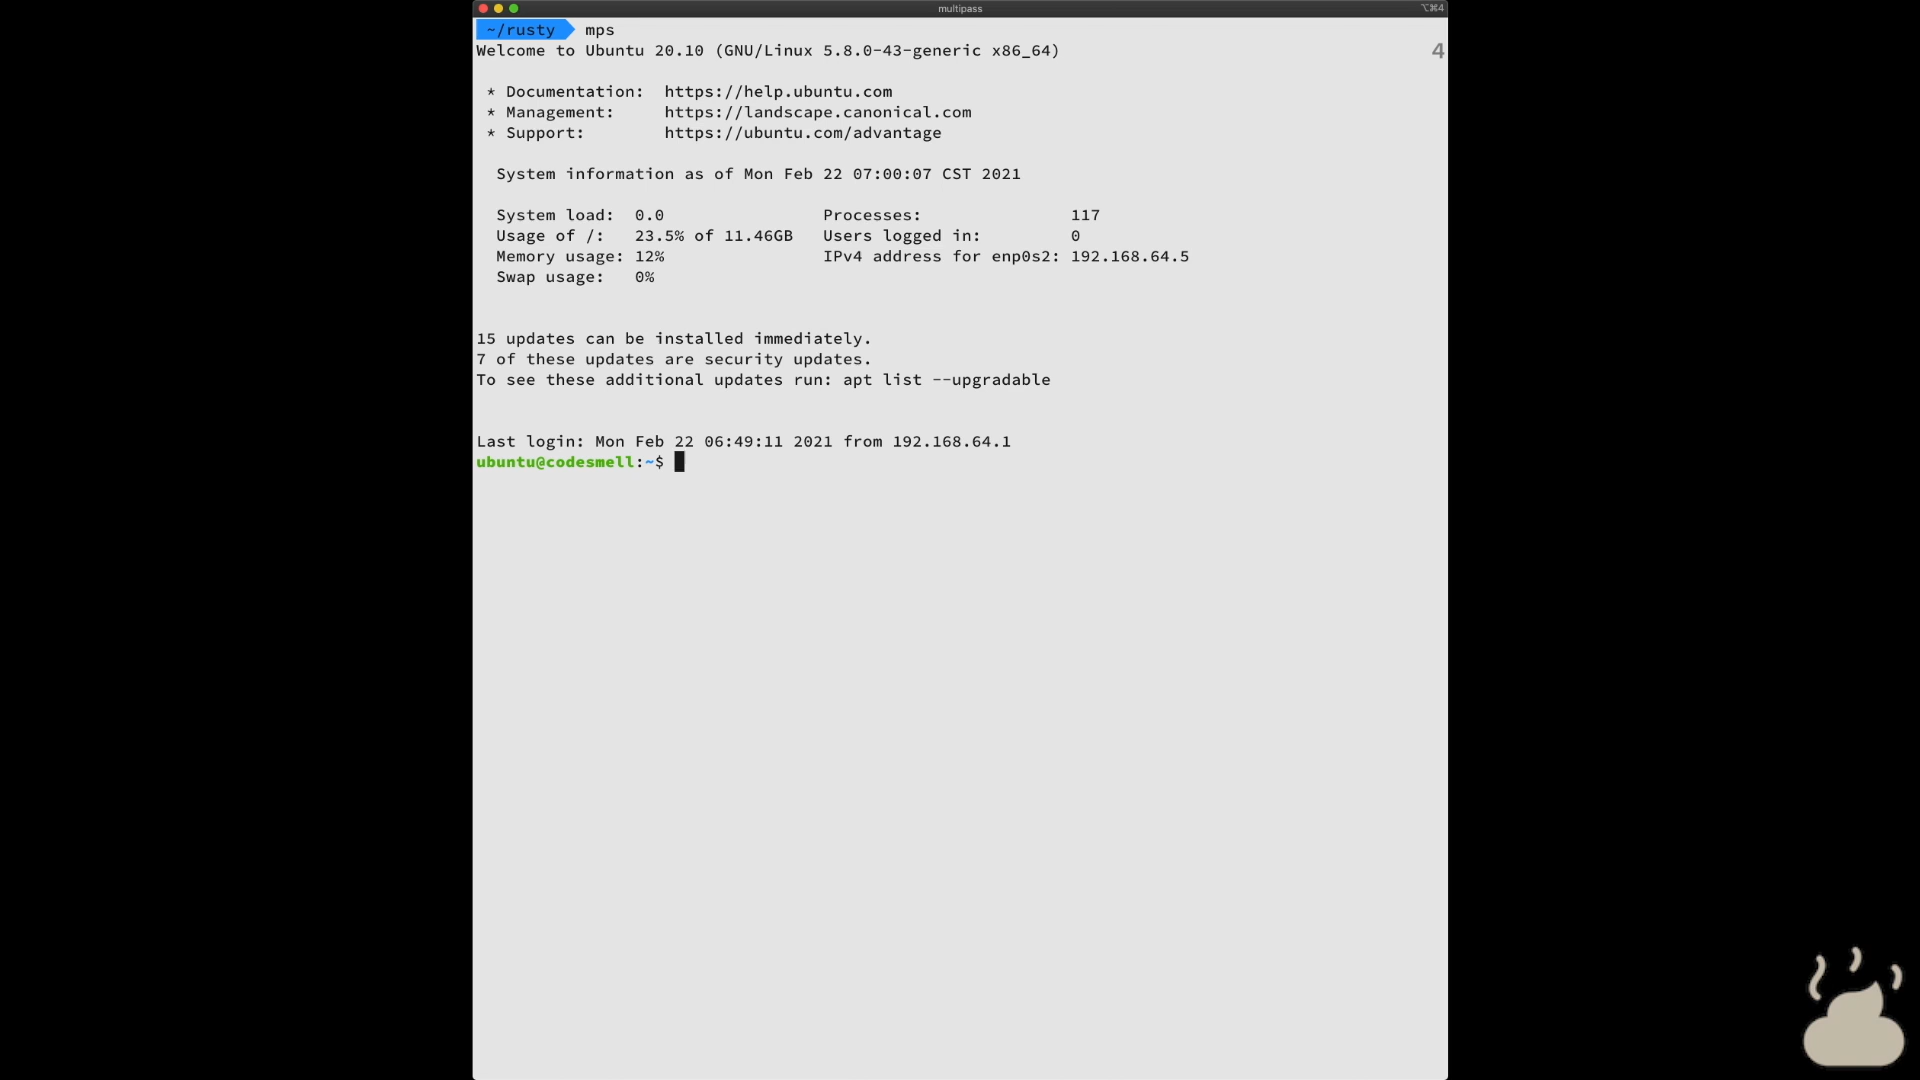 multipass
⌥⌘4
~/rusty mps
Welcome to Ubuntu 20.10 (GNU/Linux 5.8.0-43-generic x86_64)
4
* Documentation:  https://help.ubuntu.com
* Management:     https://landscape.canonical.com
* Support:        https://ubuntu.com/advantage
System information as of Mon Feb 22 07:00:07 CST 2021
System load:  0.0                Processes:               117
Usage of /:   23.5% of 11.46GB   Users logged in:         0
Memory usage: 12%                IPv4 address for enp0s2: 192.168.64.5
Swap usage:   0%
15 updates can be installed immediately.
7 of these updates are security updates.
To see these additional updates run: apt list --upgradable
Last login: Mon Feb 22 06:49:11 2021 from 192.168.64.1
ubuntu@codesmell:~$